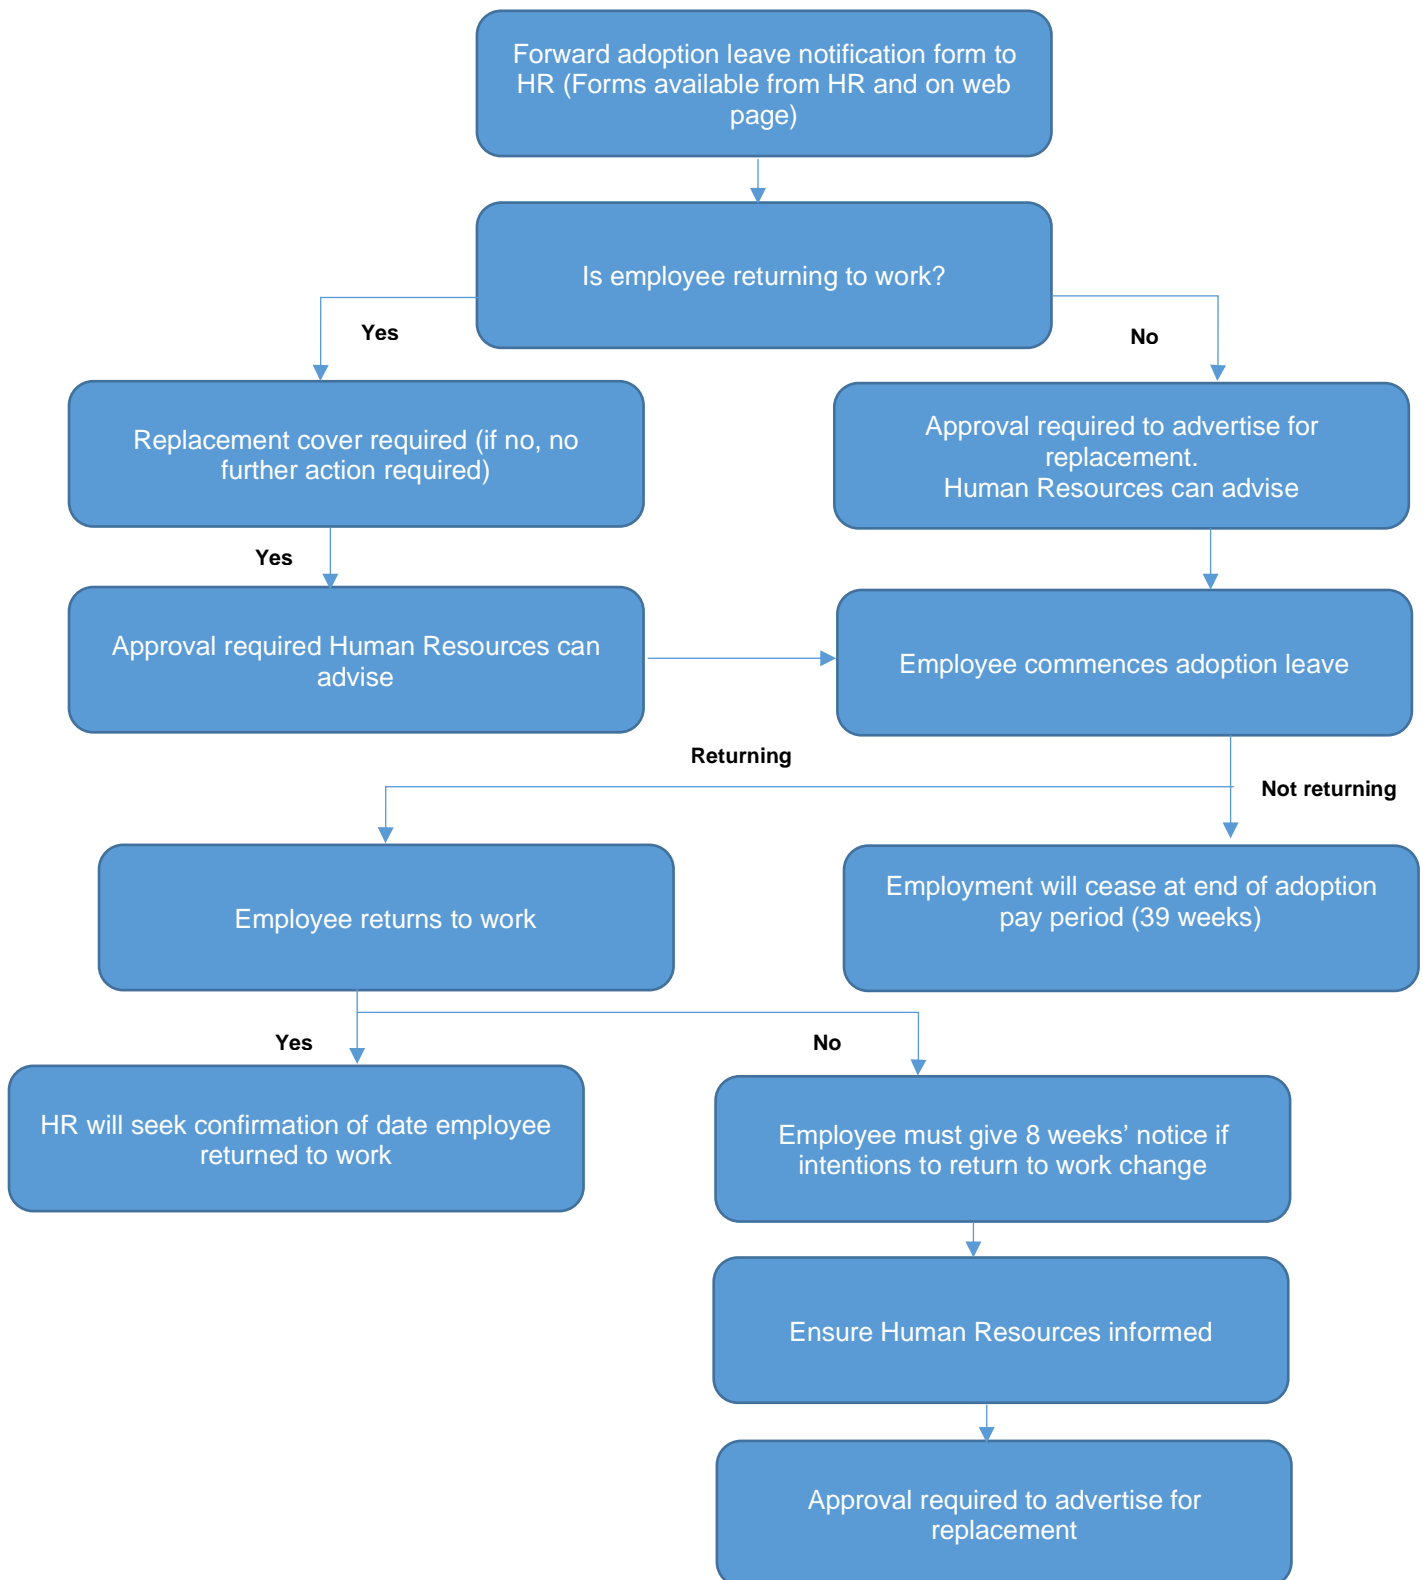 Forward adoption leave notification form to
HR (Forms available from HR and on web
page)
Is employee returning to work?
Yes
No
Replacement cover required (if no, no
further action required)
Approval required to advertise for
replacement.
Human Resources can advise
Yes
Approval required Human Resources can
advise
Employee commences adoption leave
Returning
Not returning
Employee returns to work
Employment will cease at end of adoption
pay period (39 weeks)
Yes
No
HR will seek confirmation of date employee
returned to work
Employee must give 8 weeks’ notice if
intentions to return to work change
Ensure Human Resources informed
Approval required to advertise for
replacement